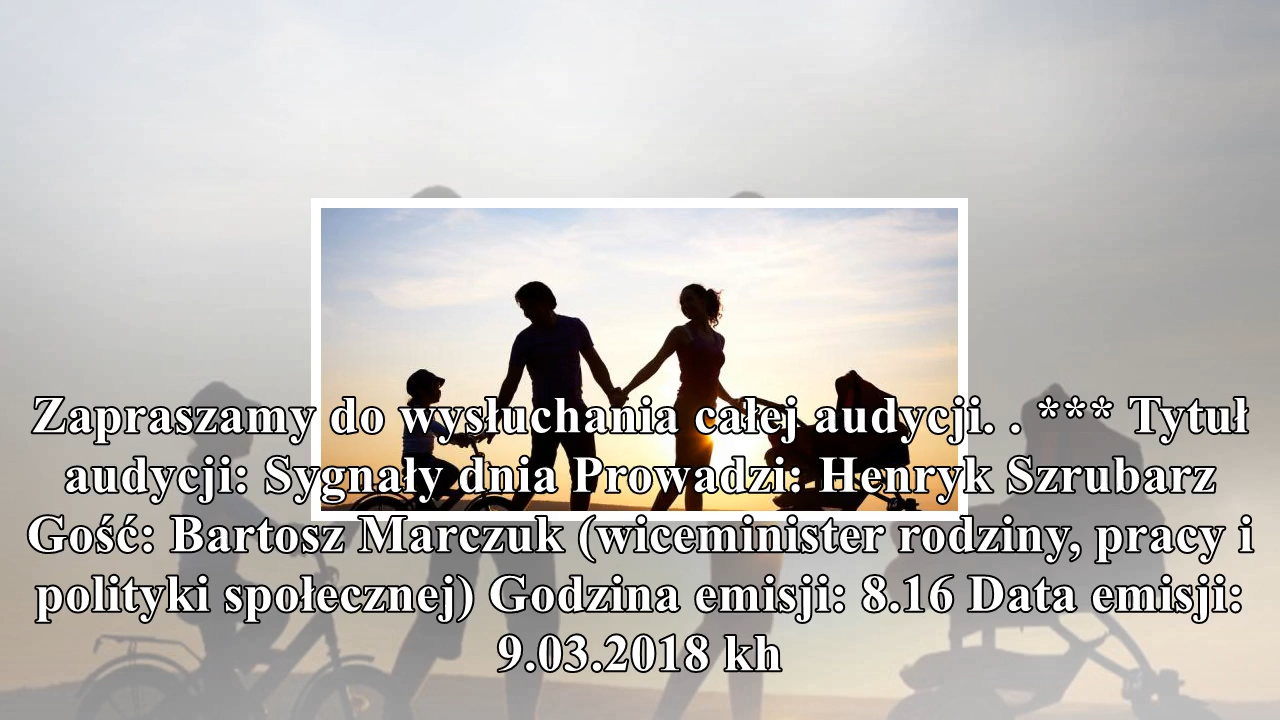 Zapraszamy do wysłuchania całej audycji. . *** Tytuł
audycji: Sygnały dnia Prowadzi: Henryk Szrubarz
Gość: Bartosz Marczuk (wiceminister rodziny, pracy i
polityki społecznej) Godzina emisji: 8.16 Data emisji:
9.03.2018 kh